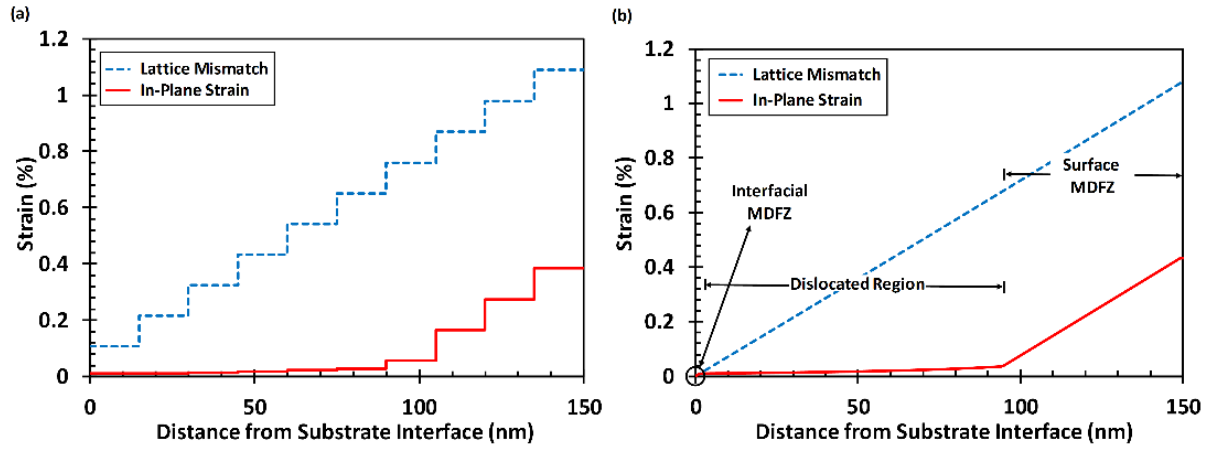 (a)
1.2
1
0.8
0.6
0.4
0.2
0
Strain (%)
Lattice Mismatch
In-Plane Strain
0
50
100
150
Distance from Substrate Interface (nm)
(b)
1.2
1
0.8
0.6
0.4
0.2
0
Strain (%)
Lattice Mismatch
In-Plane Strain
Interfacial
MDFZ
Surface
MDFZ
Dislocated Region
0
50
100
150
Distance from Substrate Interface (nm)